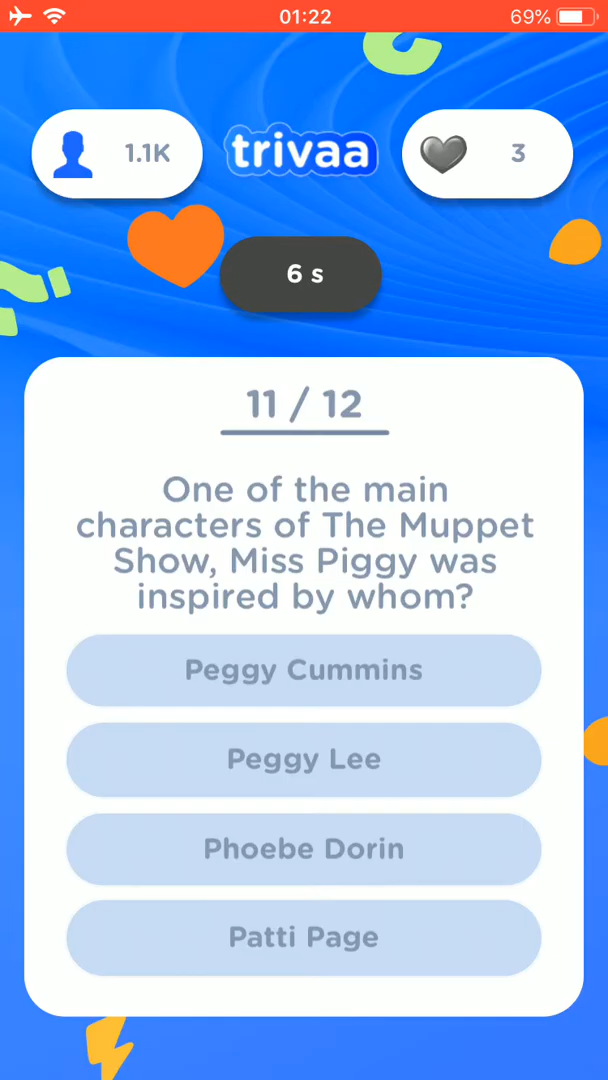 01:22
69%
1.1K
trivaa
3
6 s
11 / 12
One of the main
characters of The Muppet
Show, Miss Piggy was
inspired by whom?
Peggy Cummins
Peggy Lee
Phoebe Dorin
Patti Page